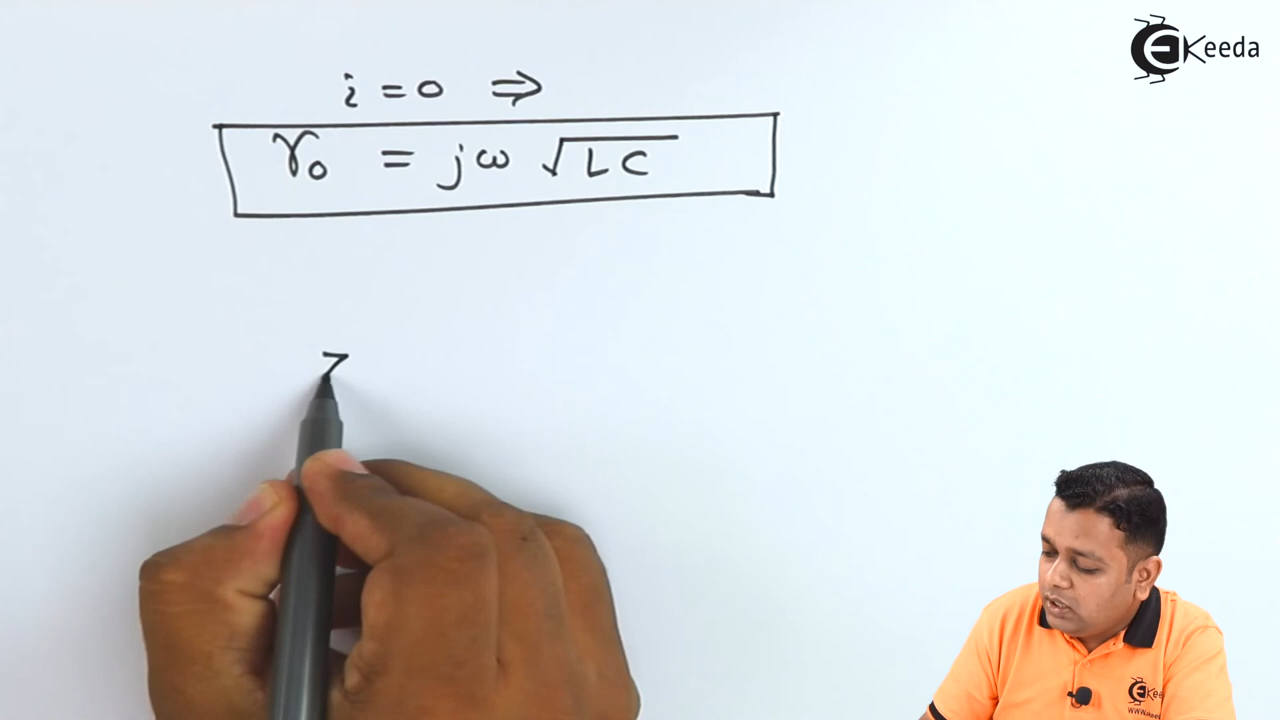 EKeeda
i = 0 ⇒
γ₀ = jω √LC